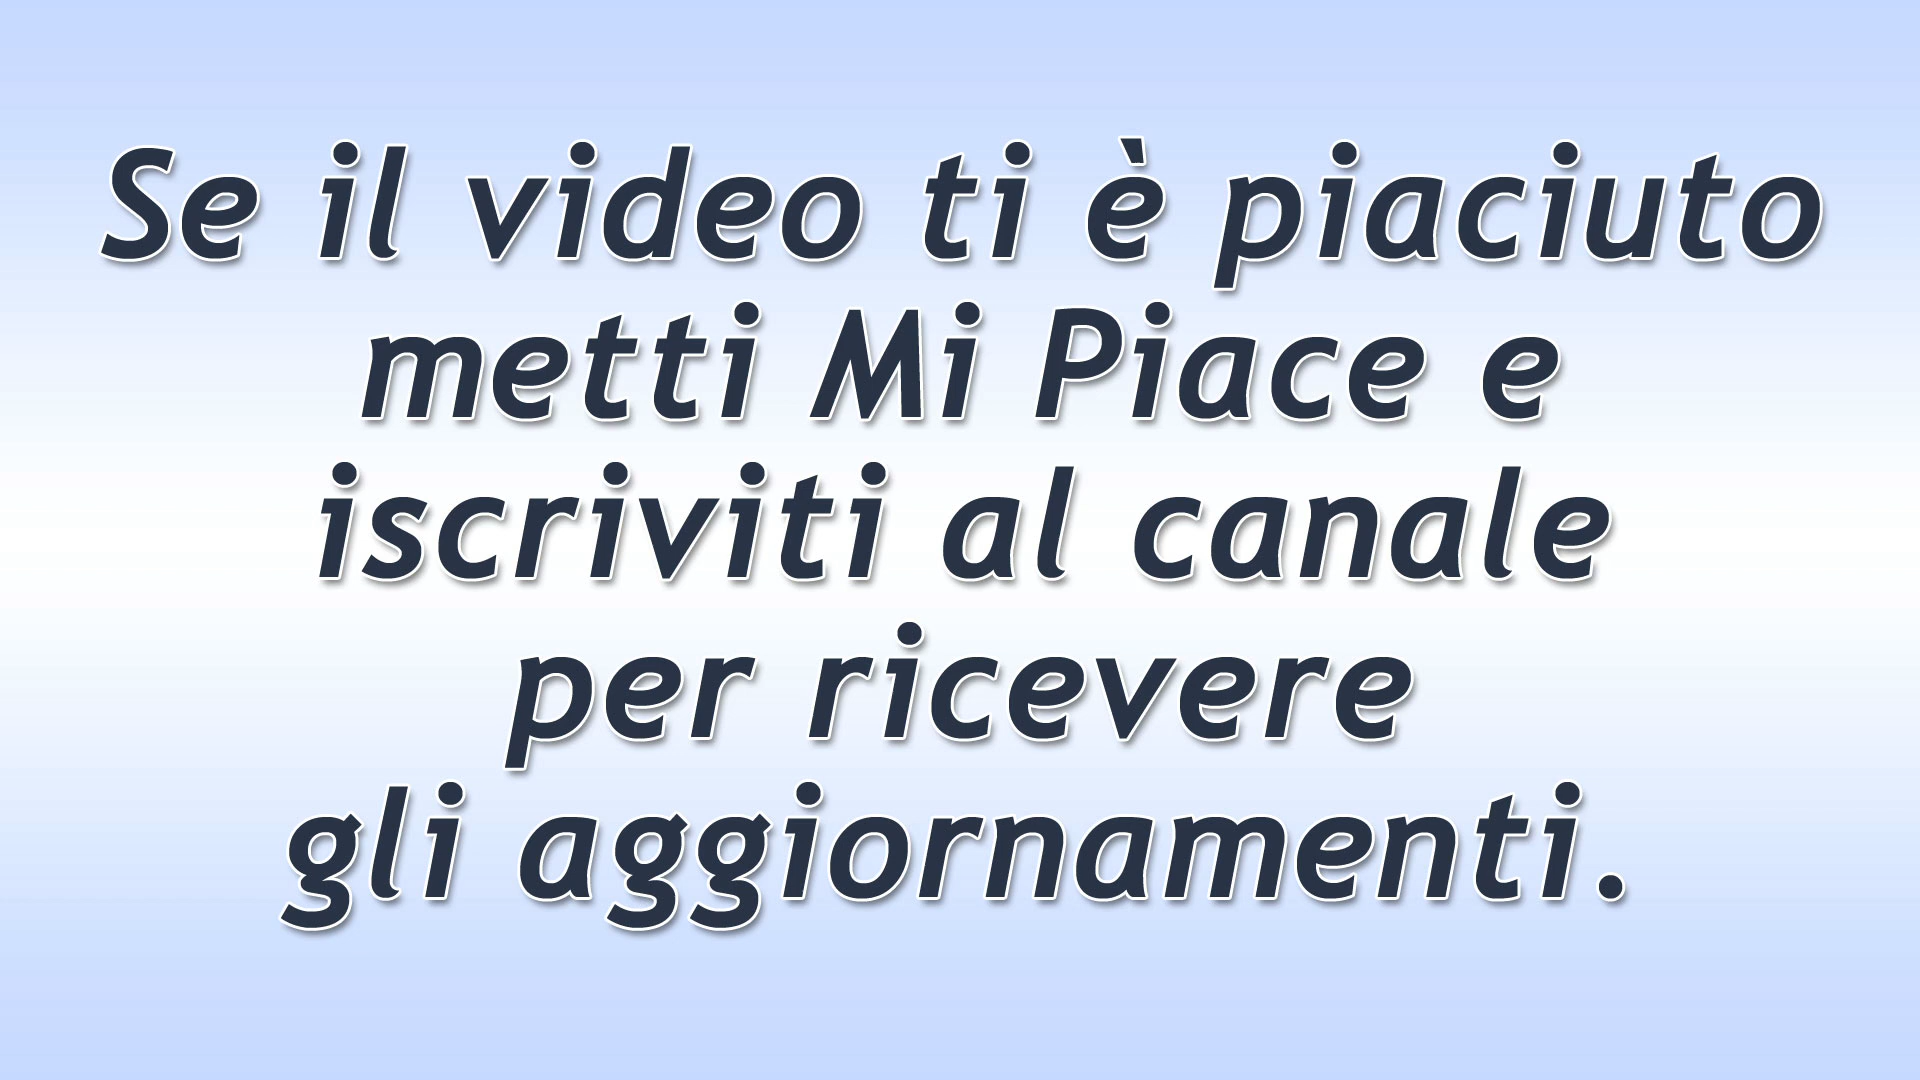 Se il video ti è piaciuto
metti Mi Piace e
iscriviti al canale
per ricevere
gli aggiornamenti.